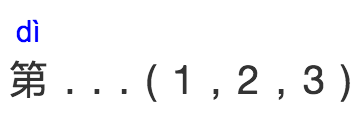 dì
第 . . . ( 1 , 2 , 3 )